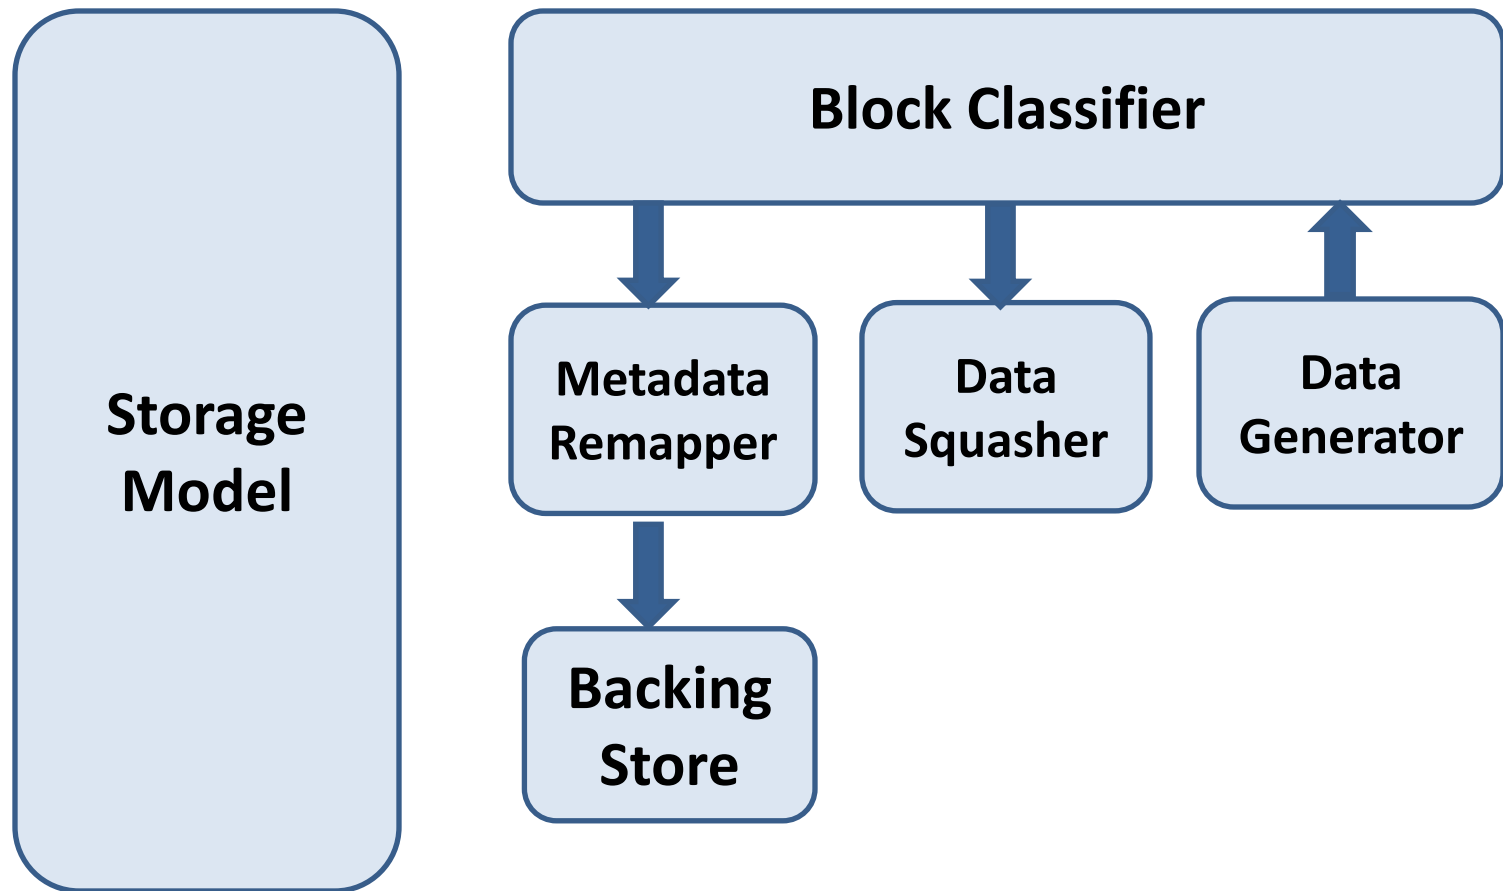 Storage
Model
Block Classifier
Metadata
Remapper
Data
Squasher
Data
Generator
Backing
Store